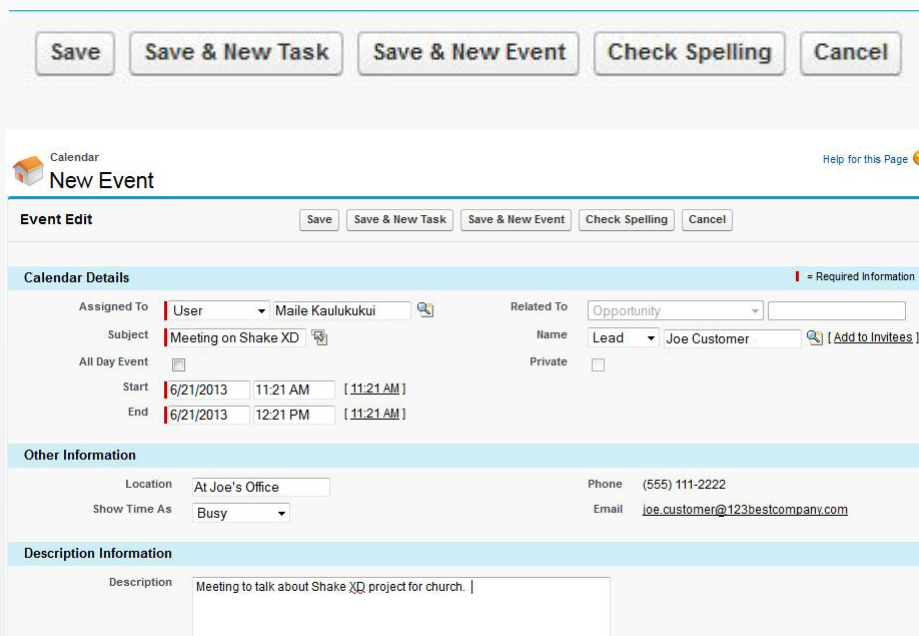 Save Save & New Task Save & New Event Check Spelling Cancel
Calendar
Help for this Page
New Event
Event Edit Save Save & New Task Save & New Event Check Spelling Cancel
Calendar Details = Required Information
Assigned To User Maile Kaulukukui Related To Opportunity
Subject Meeting on Shake XD Name Lead Joe Customer [ Add to Invitees ]
All Day Event Private
Start 6/21/2013 11:21 AM [ 11:21 AM ]
End 6/21/2013 12:21 PM [ 11:21 AM ]
Other Information
Location At Joe's Office Phone (555) 111-2222
Show Time As Busy Email joe.customer@123bestcompany.com
Description Information
Description Meeting to talk about Shake XD project for church.